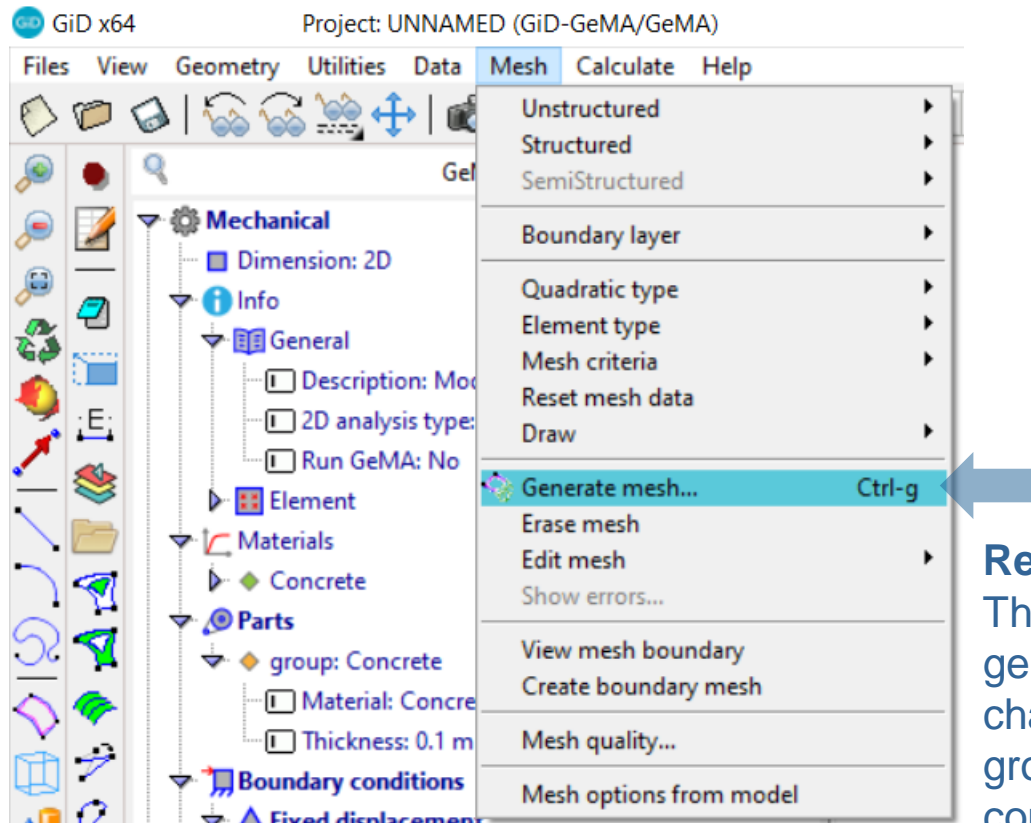 GiD x64 Project: UNNAMED (GiD-GeMA/GeMA)
Files View Geometry Utilities Data Mesh Calculate Help
Mechanical
Dimension: 2D
Info
General
Description:
2D analysis type:
Run GeMA: No
Element
Materials
Concrete
Parts
group: Concrete
Material:
Thickness: 0.1 m
Boundary conditions
Fixed displacement
Unstructured
Structured
SemiStructured
Boundary layer
Quadratic type
Element type
Mesh criteria
Reset mesh data
Draw
Generate mesh... Ctrl-g
Erase mesh
Edit mesh
Show errors...
View mesh boundary
Create boundary mesh
Mesh quality...
Mesh options from model